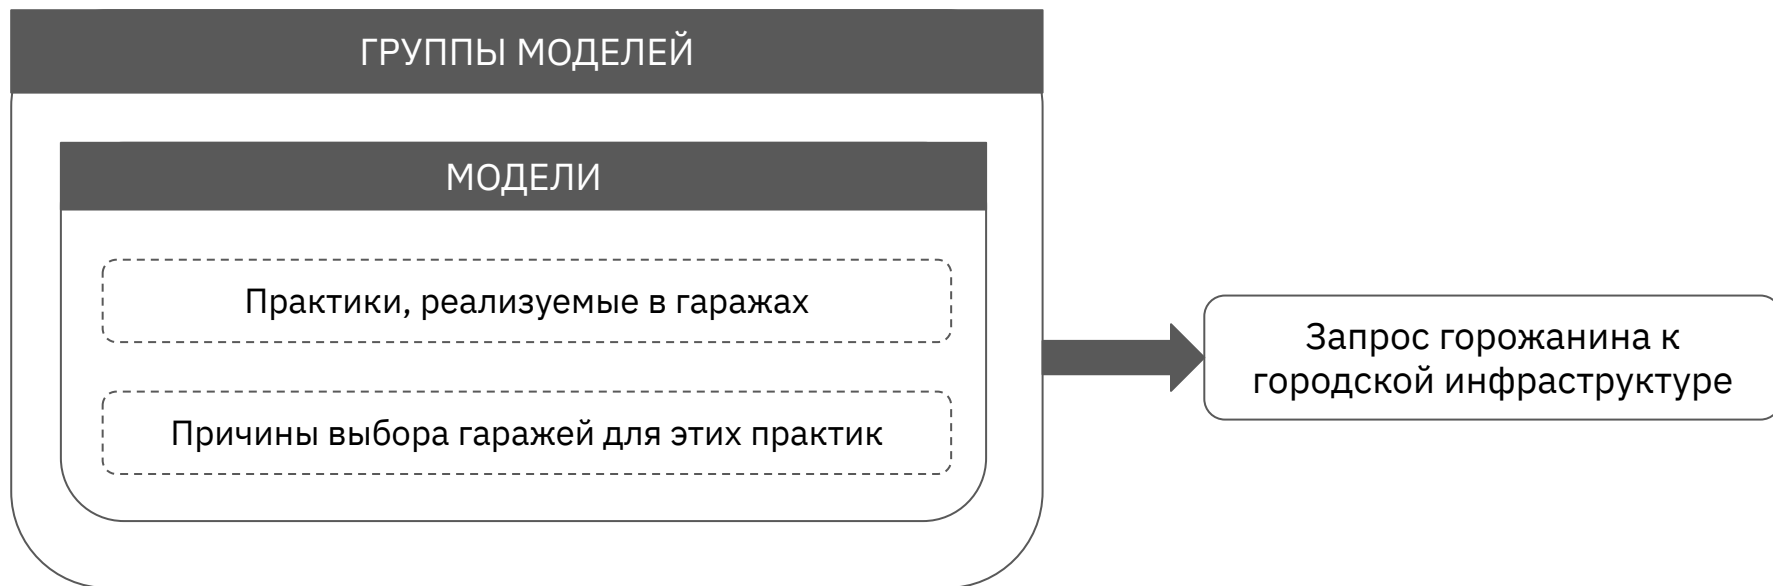 ГРУППЫ МОДЕЛЕЙ
МОДЕЛИ
Практики, реализуемые в гаражах
Причины выбора гаражей для этих практик
Запрос горожанина к
городской инфраструктуре